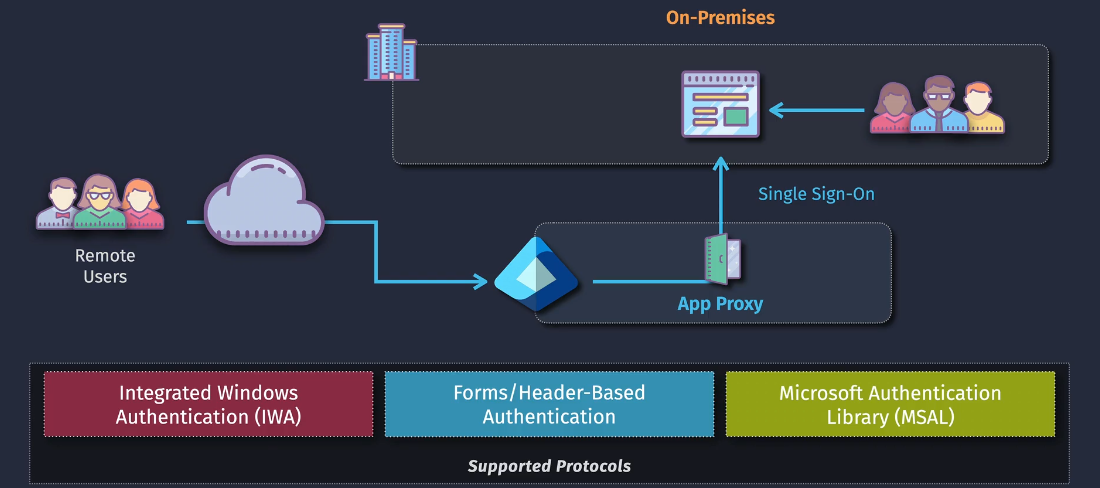 On-Premises
Single Sign-On
Remote
Users
App Proxy
Integrated Windows
Authentication (IWA)
Forms/Header-Based
Authentication
Microsoft Authentication
Library (MSAL)
Supported Protocols